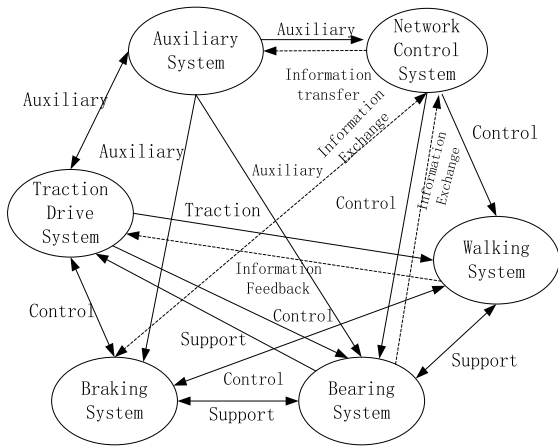 Auxiliary
System
Network
Control
System
Information
transfer
Auxiliary
Auxiliary
Auxiliary
Information
Exchange
Control
Control
Information
Exchange
Traction
Drive
System
Traction
Walking
System
Information
Feedback
Control
Control
Support
Support
Control
Support
Braking
System
Bearing
System